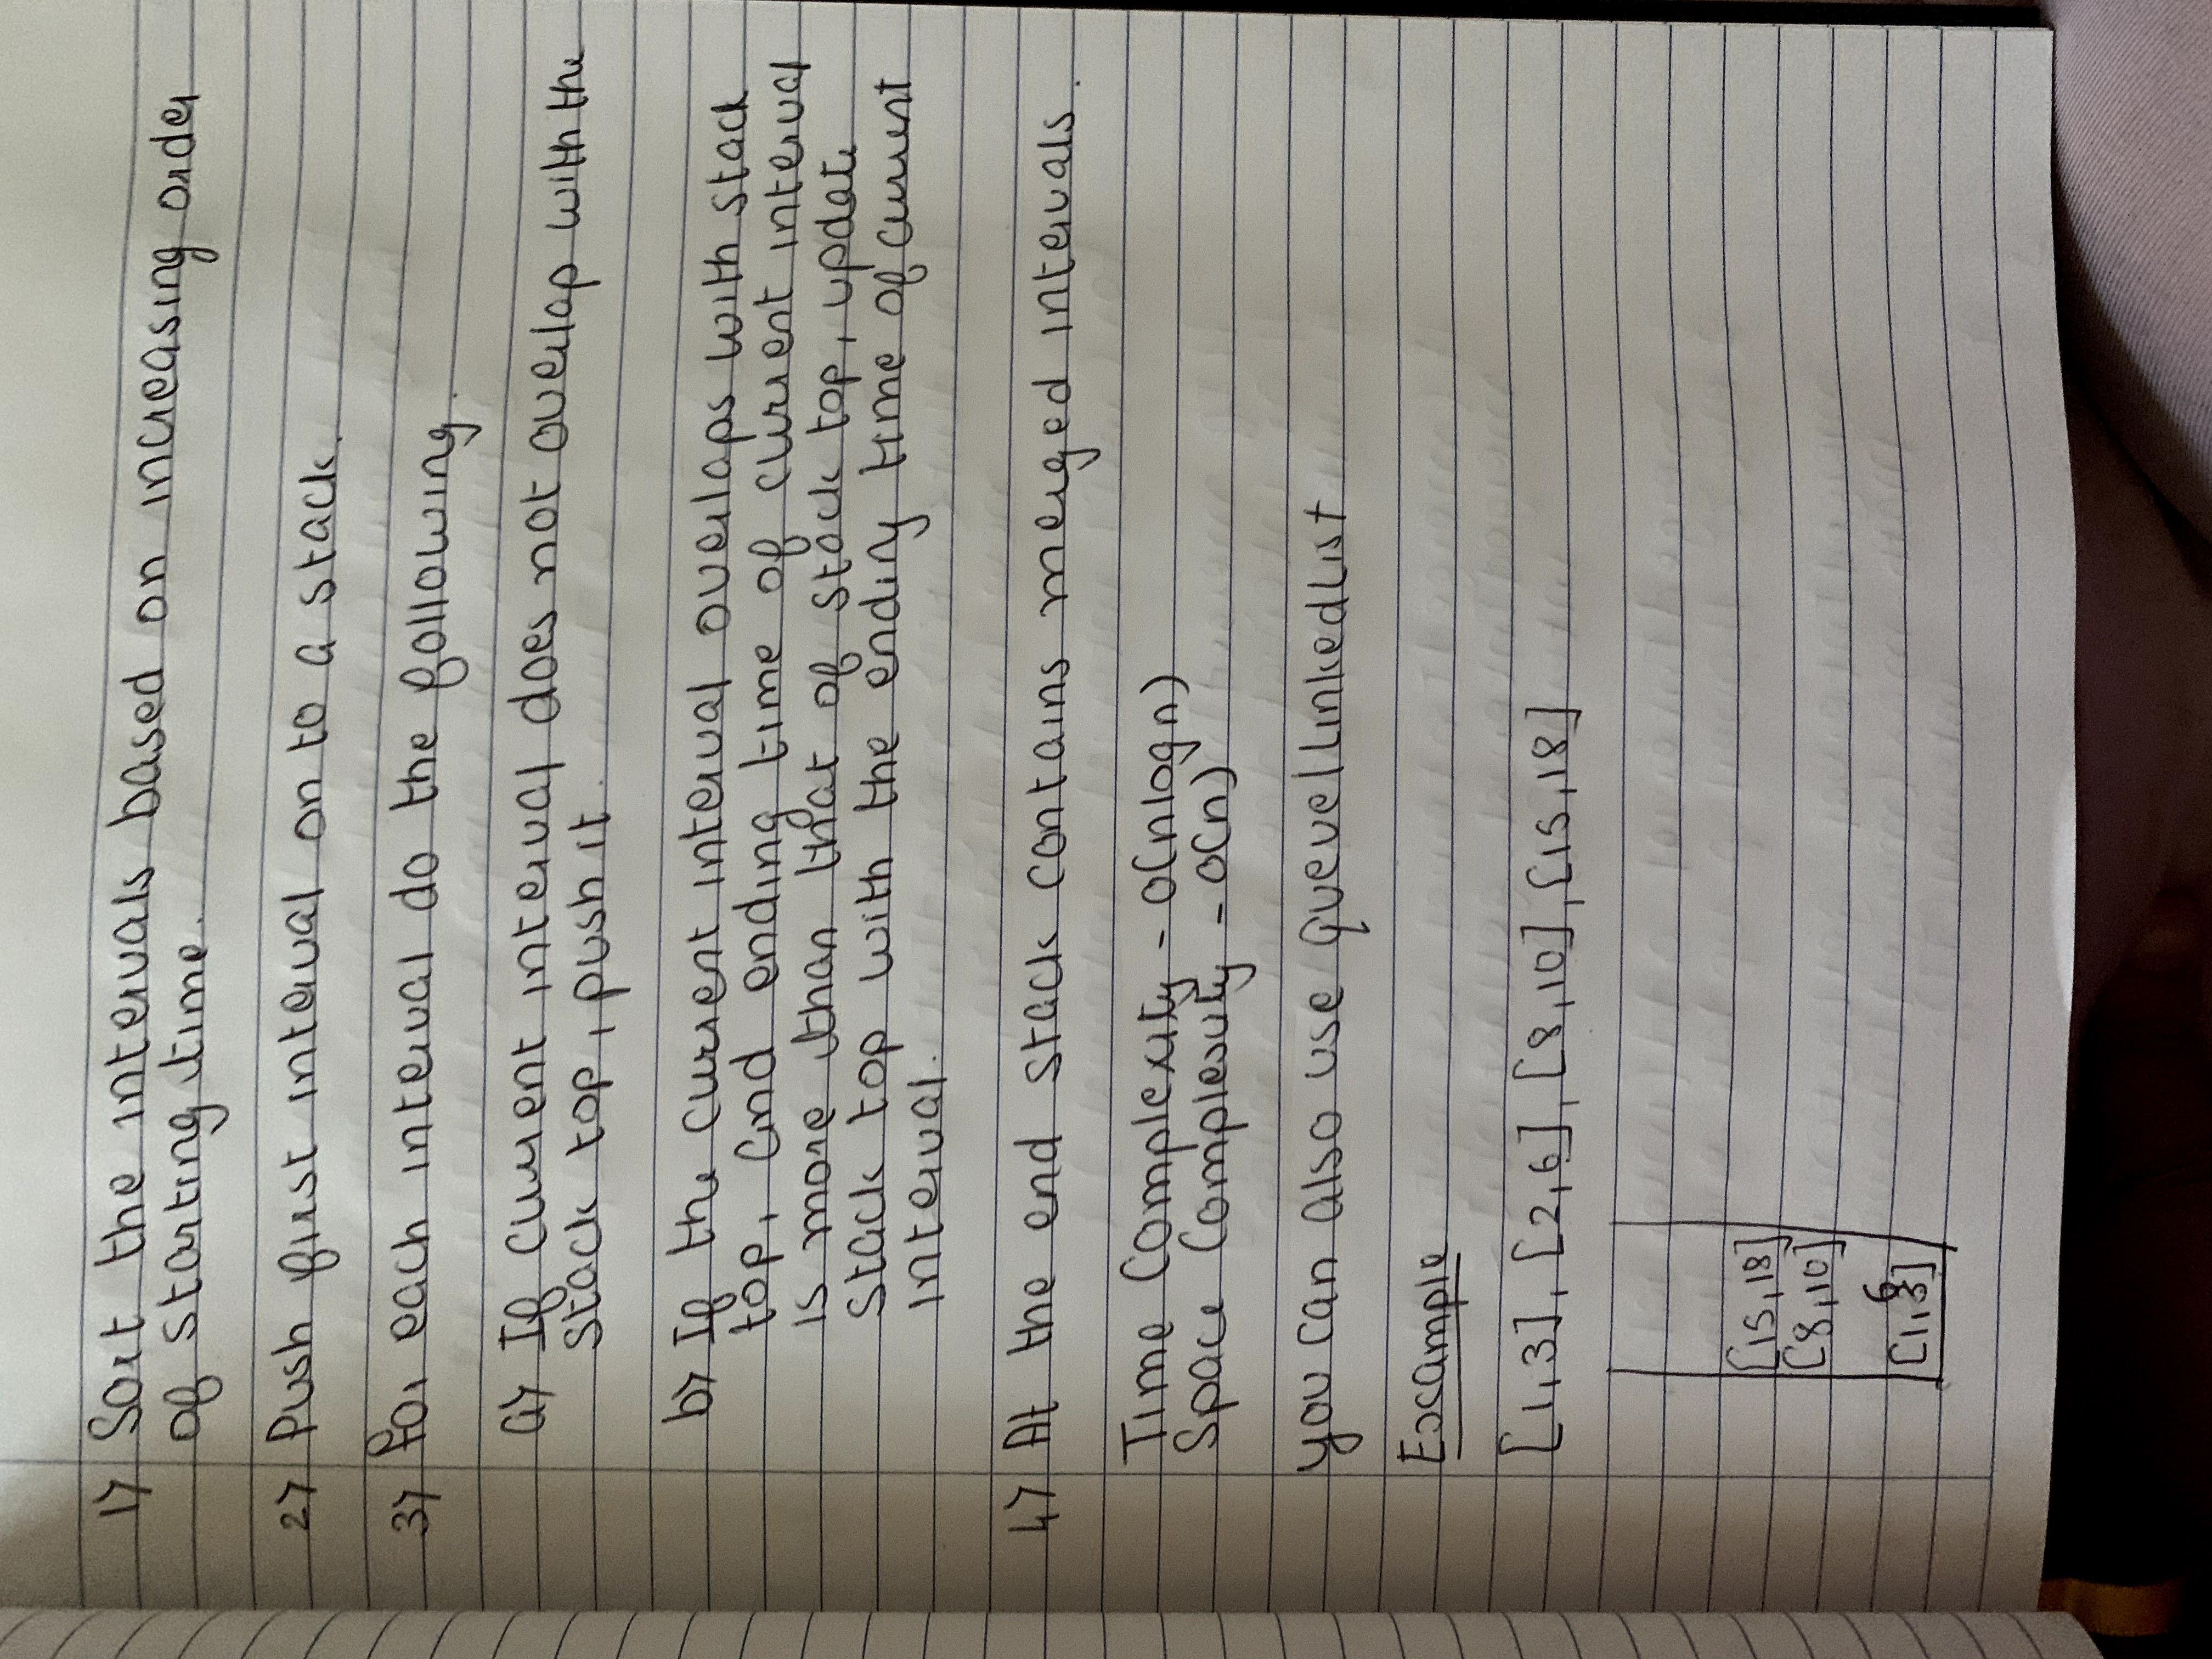 1> Sort the intervals based on increasing order
of starting time.
2> Push first interval on to a stack.
3> For each interval do the following.
a> If current interval does not overlap with the
stack top, push it.
b> If the current interval overlaps with stack
top, and ending time of current interval
is more than that of stack top, update
stack top with the ending time of current
interval.
4> At the end stack contains merged intervals.
Time Complexity - O(nlogn)
Space Complexity - O(n)
you can also use queue/LinkedList
Example
[1,3], [2,6], [8,10], [15,18]
[15,18]
[8,10]
6
[1,3]